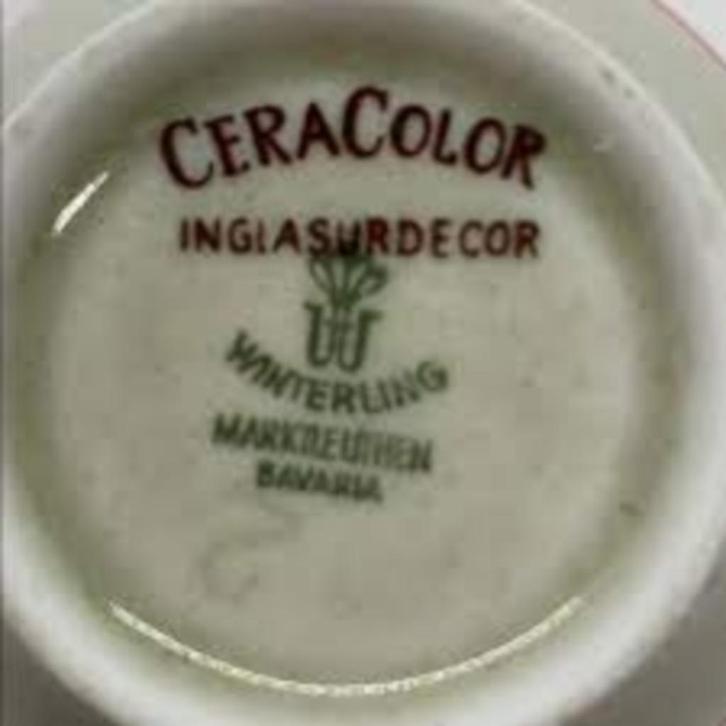 CERACOLOR
INGLASURDECOR
W
WINTERLING
MARKTLEUTHEN
BAVARIA